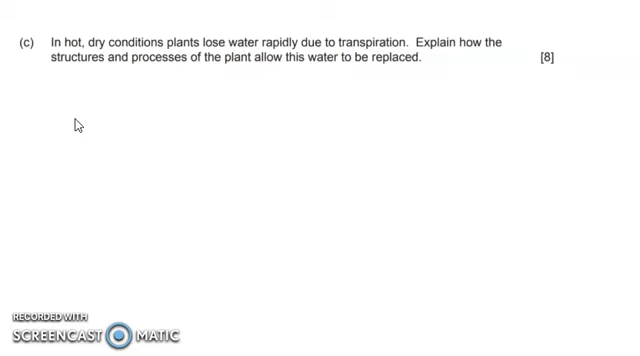 (c) In hot, dry conditions plants lose water rapidly due to transpiration. Explain how the
structures and processes of the plant allow this water to be replaced. [8]
RECORDED WITH
SCREENCAST MATIC